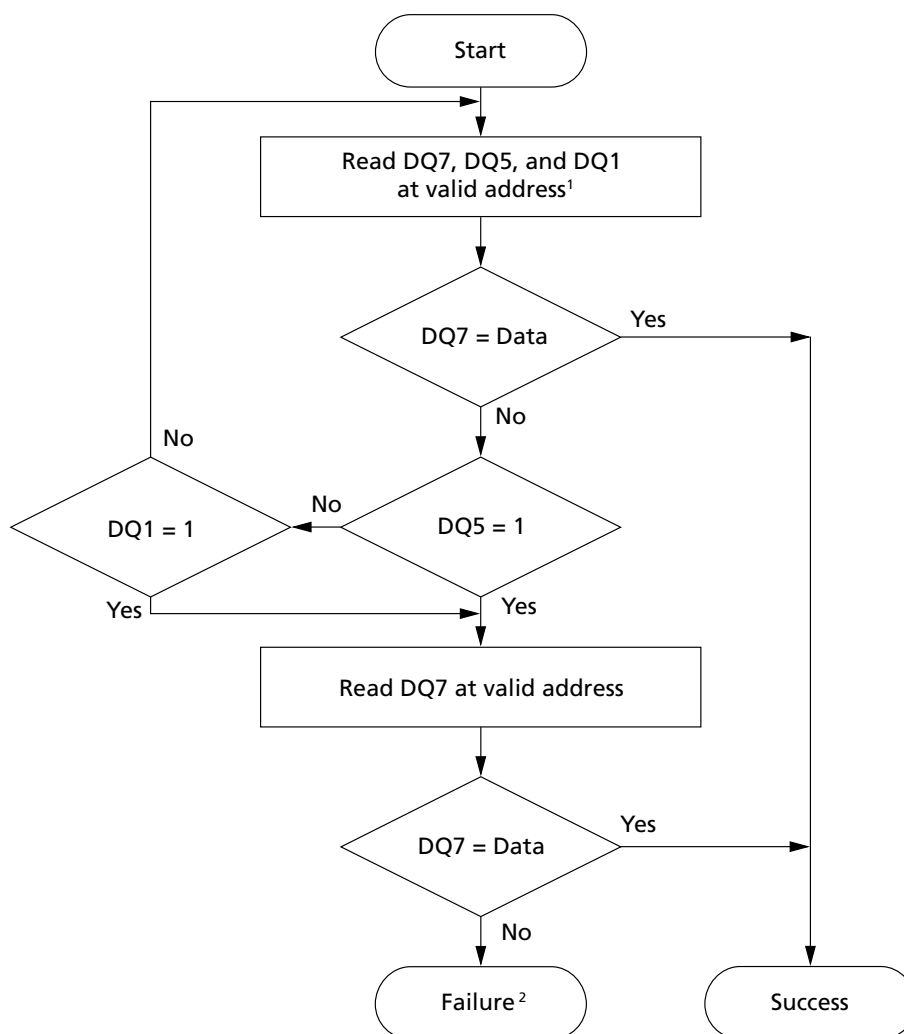 Start
Read DQ7, DQ5, and DQ1
at valid address¹
DQ7 = Data
Yes
No
DQ5 = 1
No
DQ1 = 1
No
Yes
Yes
Read DQ7 at valid address
DQ7 = Data
Yes
No
Failure ²
Success